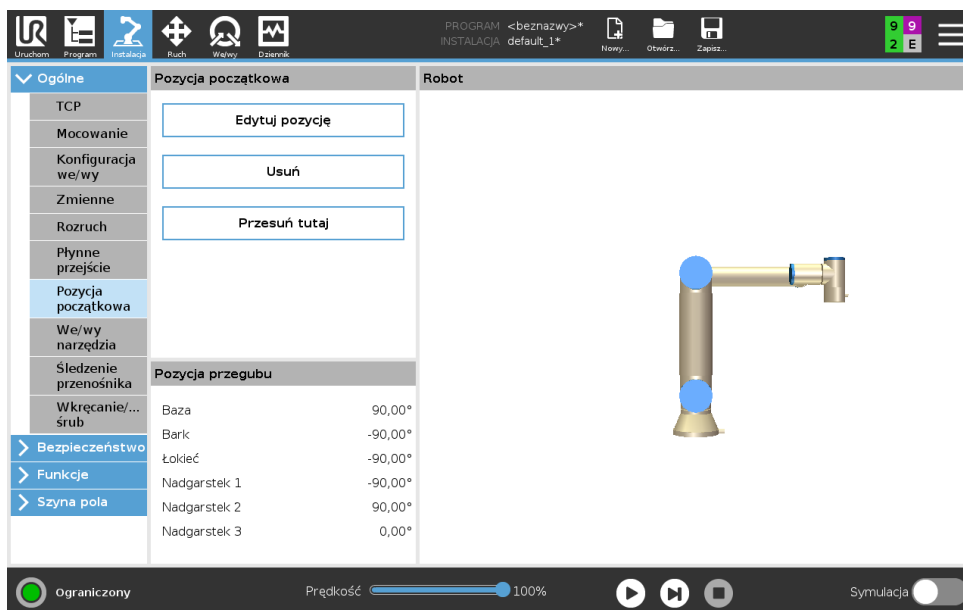 UR
Uruchom
Program
Instalacja
Ruch
We/wy
Dziennik
PROGRAM <beznazwy>*
INSTALACJA default_1*
Nowy...
Otwórz...
Zapisz...
9 9
2 E
Ogólne
TCP
Mocowanie
Konfiguracja
we/wy
Zmienne
Rozruch
Płynne
przejście
Pozycja
początkowa
We/wy
narzędzia
Śledzenie
przenośnika
Wkręcanie/...
śrub
Bezpieczeństwo
Funkcje
Szyna pola
Pozycja początkowa
Edytuj pozycję
Usuń
Przesuń tutaj
Pozycja przegubu
Baza 90,00°
Bark -90,00°
Łokieć -90,00°
Nadgarstek 1 -90,00°
Nadgarstek 2 90,00°
Nadgarstek 3 0,00°
Robot
Ograniczony
Prędkość 100%
Symulacja